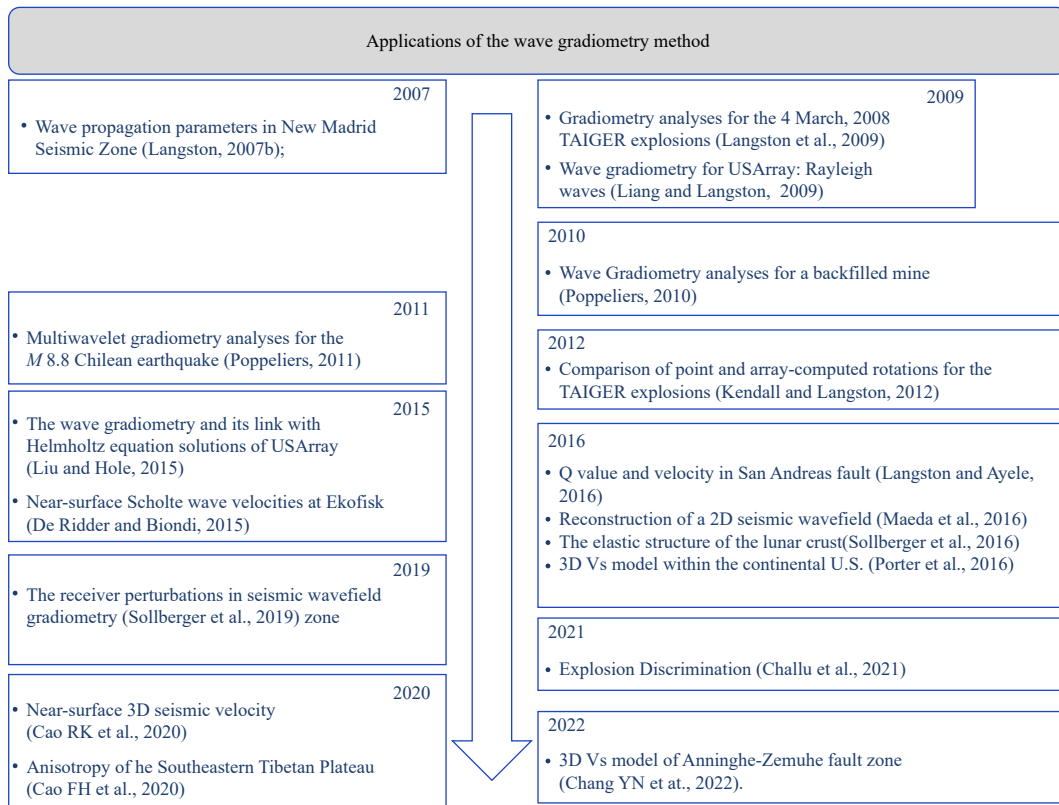 Applications of the wave gradiometry method
2007
• Wave propagation parameters in New Madrid
Seismic Zone (Langston, 2007b);
2009
• Gradiometry analyses for the 4 March, 2008
TAIGER explosions (Langston et al., 2009)
• Wave gradiometry for USArray: Rayleigh
waves (Liang and Langston, 2009)
2010
• Wave Gradiometry analyses for a backfilled mine
(Poppeliers, 2010)
2011
• Multiwavelet gradiometry analyses for the
M 8.8 Chilean earthquake (Poppeliers, 2011)
2012
• Comparison of point and array-computed rotations for the
TAIGER explosions (Kendall and Langston, 2012)
2015
• The wave gradiometry and its link with
Helmholtz equation solutions of USArray
(Liu and Hole, 2015)
• Near-surface Scholte wave velocities at Ekofisk
(De Ridder and Biondi, 2015)
2016
• Q value and velocity in San Andreas fault (Langston and Ayele,
2016)
• Reconstruction of a 2D seismic wavefield (Maeda et al., 2016)
• The elastic structure of the lunar crust(Sollberger et al., 2016)
• 3D Vs model within the continental U.S. (Porter et al., 2016)
2019
• The receiver perturbations in seismic wavefield
gradiometry (Sollberger et al., 2019) zone
2020
• Near-surface 3D seismic velocity
(Cao RK et al., 2020)
• Anisotropy of he Southeastern Tibetan Plateau
(Cao FH et al., 2020)
2021
• Explosion Discrimination (Challu et al., 2021)
2022
• 3D Vs model of Anninghe-Zemuhe fault zone
(Chang YN et at., 2022).